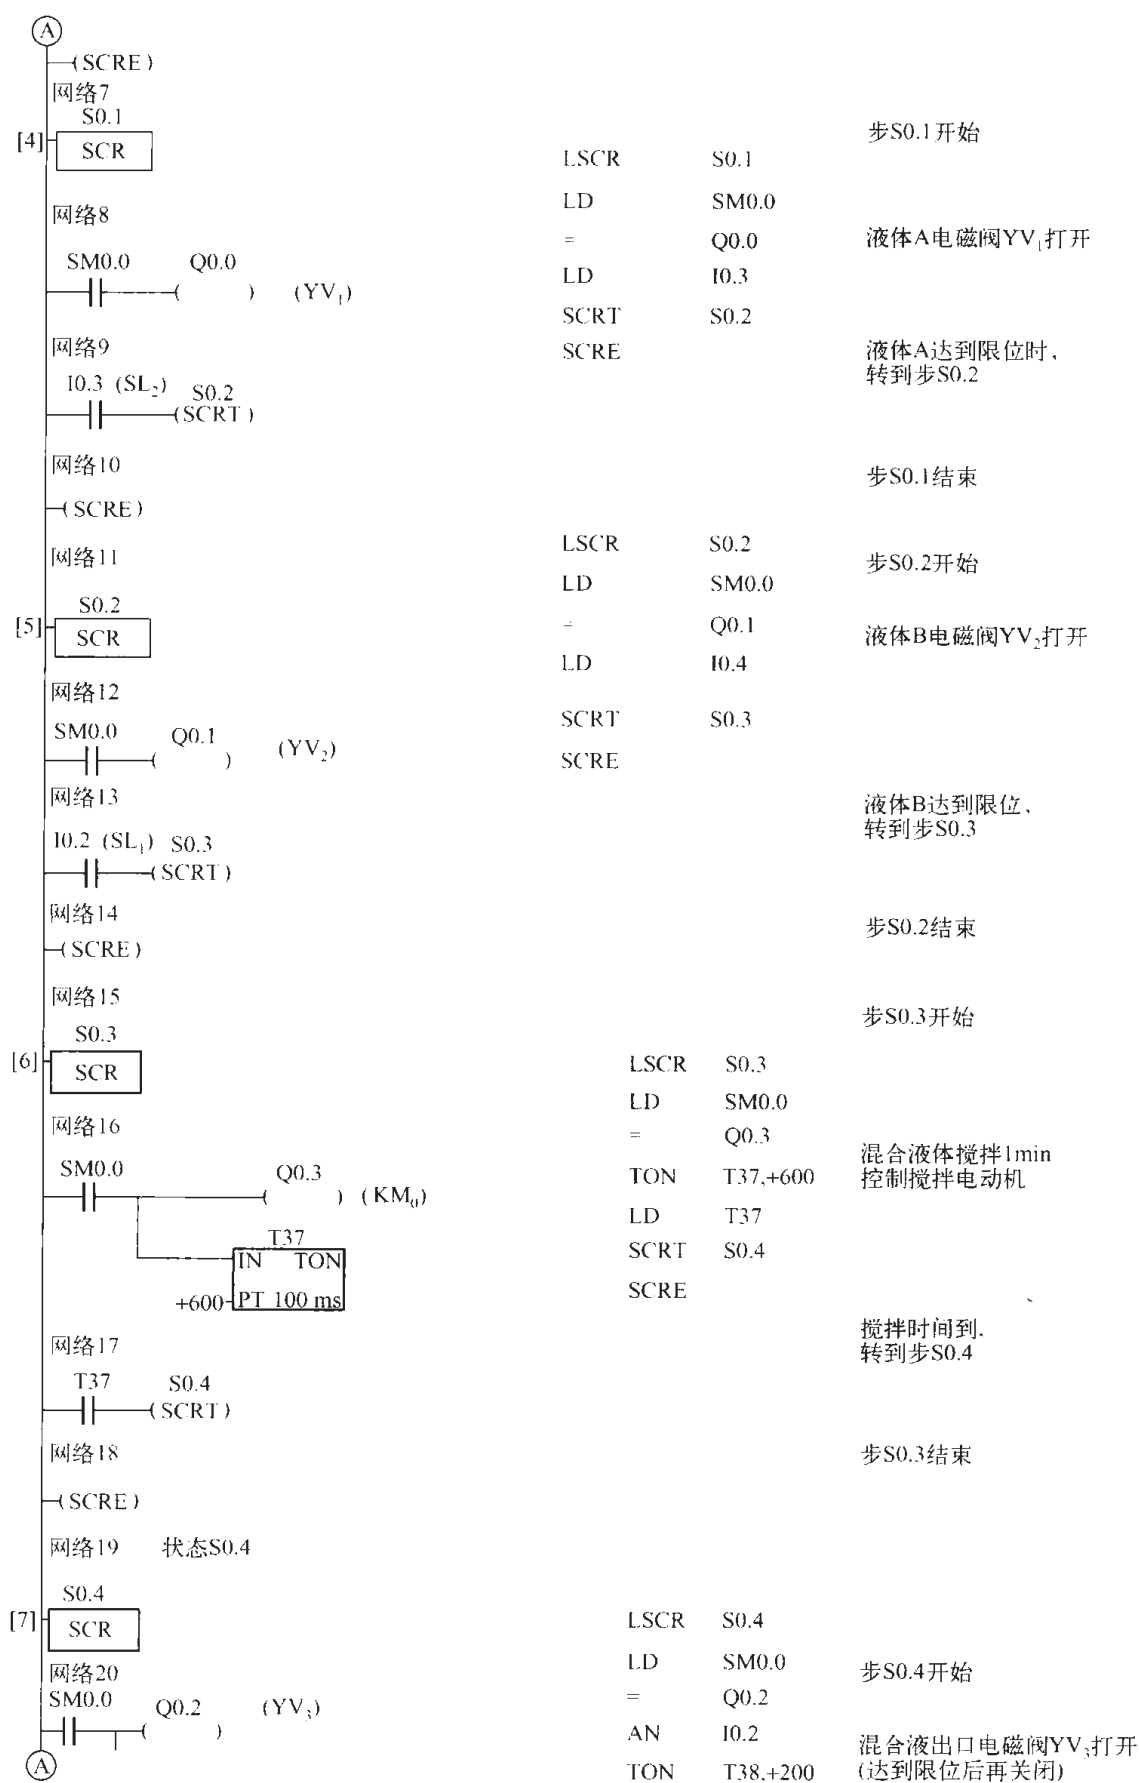 A
(SCRE)
网络7
S0.1
[4]
SCR
步S0.1开始
LSCR S0.1
LD SM0.0
= Q0.0 液体A电磁阀YV₁打开
LD I0.3
SCRT S0.2
SCRE
网络8
SM0.0 Q0.0
( ) (YV₁)
网络9
液体A达到限位时,
转到步S0.2
I0.3 (SL₂) S0.2
(SCRT)
网络10
步S0.1结束
(SCRE)
网络11
LSCR S0.2
步S0.2开始
LD SM0.0
= Q0.1 液体B电磁阀YV₂打开
LD I0.4
SCRT S0.3
SCRE
S0.2
[5]
SCR
网络12
SM0.0 Q0.1 (YV₂)
( )
网络13
液体B达到限位,
转到步S0.3
I0.2 (SL₁) S0.3
(SCRT)
网络14
步S0.2结束
(SCRE)
网络15
步S0.3开始
S0.3
[6]
SCR
LSCR S0.3
LD SM0.0
= Q0.3
混合液体搅拌1min
控制搅拌电动机
TON T37,+600
LD T37
SCRT S0.4
SCRE
网络16
SM0.0 Q0.3
( ) (KM₀)
T37
IN TON
+600 PT 100 ms
网络17
搅拌时间到,
转到步S0.4
T37 S0.4
(SCRT)
网络18
步S0.3结束
(SCRE)
网络19 状态S0.4
S0.4
[7]
SCR
LSCR S0.4
LD SM0.0
步S0.4开始
= Q0.2
AN I0.2
混合液出口电磁阀YV₃打开
(达到限位后再关闭)
TON T38,+200
网络20
SM0.0 Q0.2 (YV₃)
( )
A